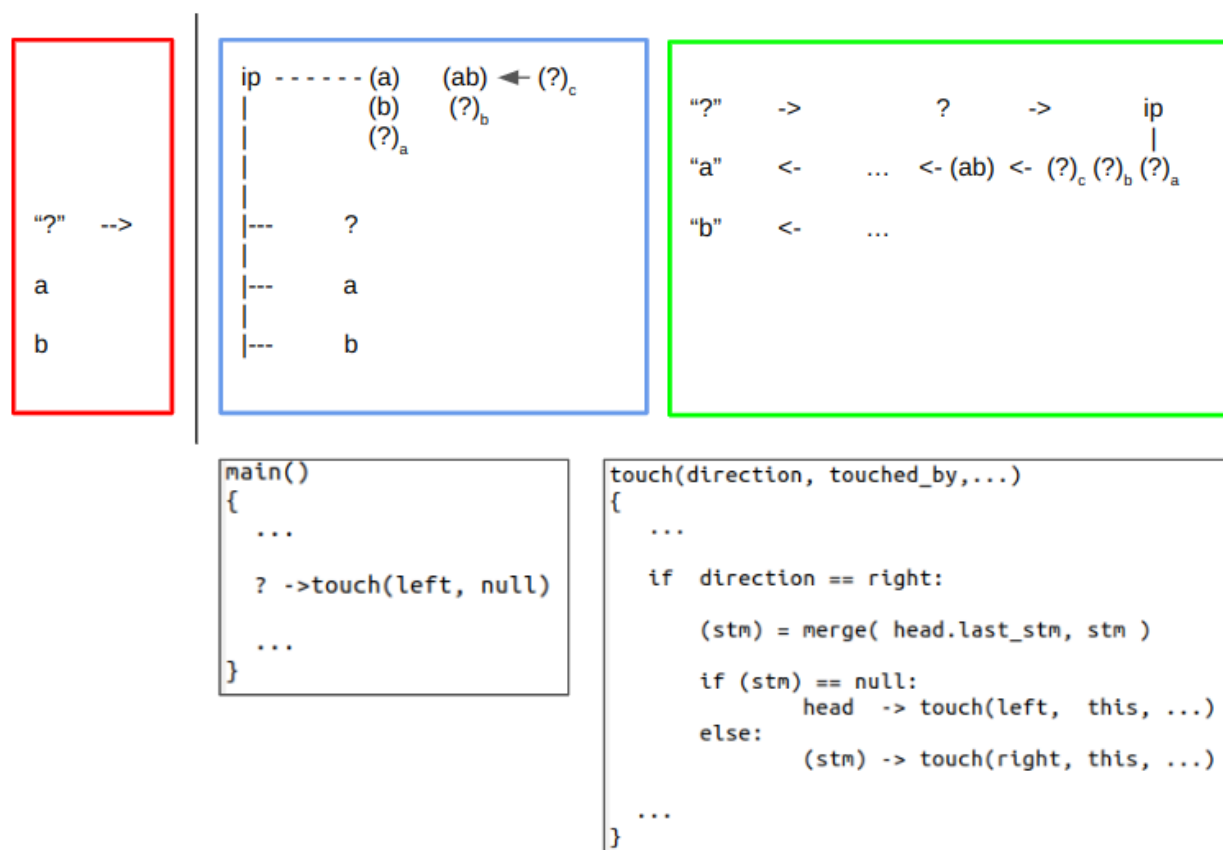 “?” -->
a
b
ip - - - - - - (a) (ab) (?)c
| (b) (?)b
| (?)a
|
|
|--- ?
|
|--- a
|
|--- b
“?” -> ? -> ip
|
“a” <- ... <- (ab) <- (?)c (?)b (?)a
“b” <- ...
main()
{
...
? ->touch(left, null)
...
}
touch(direction, touched_by,...)
{
...
if direction == right:
(stm) = merge( head.last_stm, stm )
if (stm) == null:
head -> touch(left, this, ...)
else:
(stm) -> touch(right, this, ...)
...
}